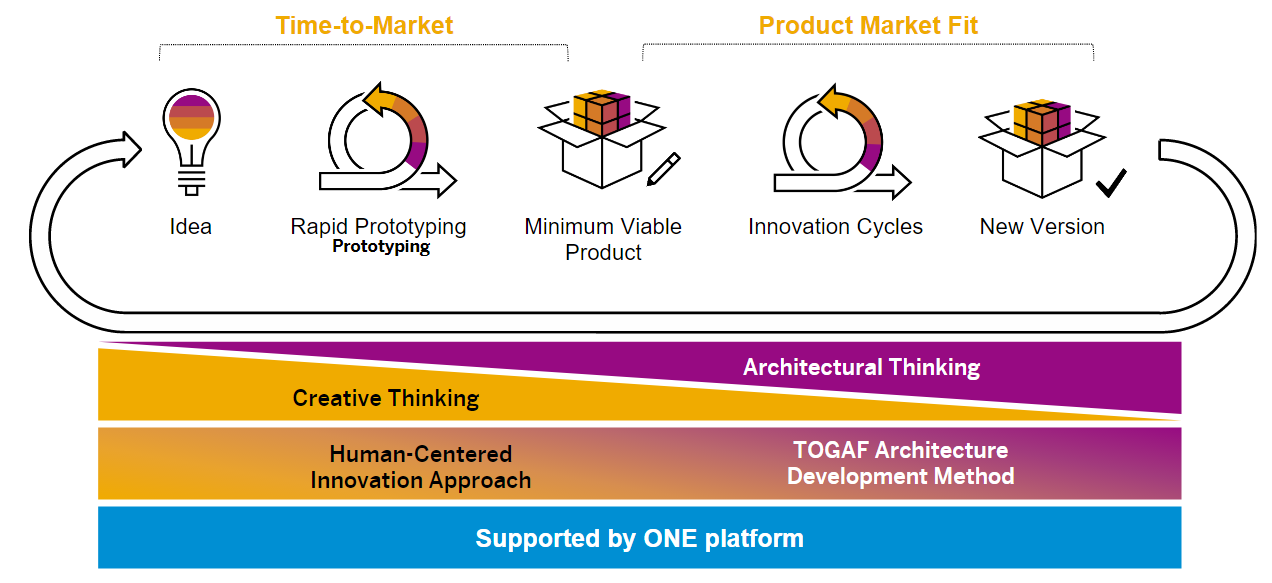 Time-to-Market
Product Market Fit
Idea
Rapid Prototyping
Prototyping
Minimum Viable
Product
Innovation Cycles
New Version
Architectural Thinking
Creative Thinking
Human-Centered
Innovation Approach
TOGAF Architecture
Development Method
Supported by ONE platform